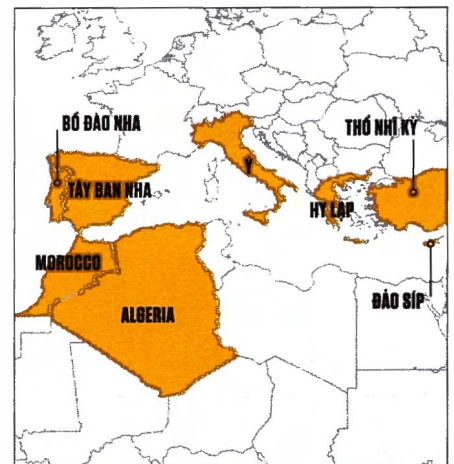 BỒ ĐÀO NHA
THỔ NHĨ KỲ
TÂY BAN NHA
Ý
HY LẠP
MOROCCO
ĐẢO SÍP
ALGERIA